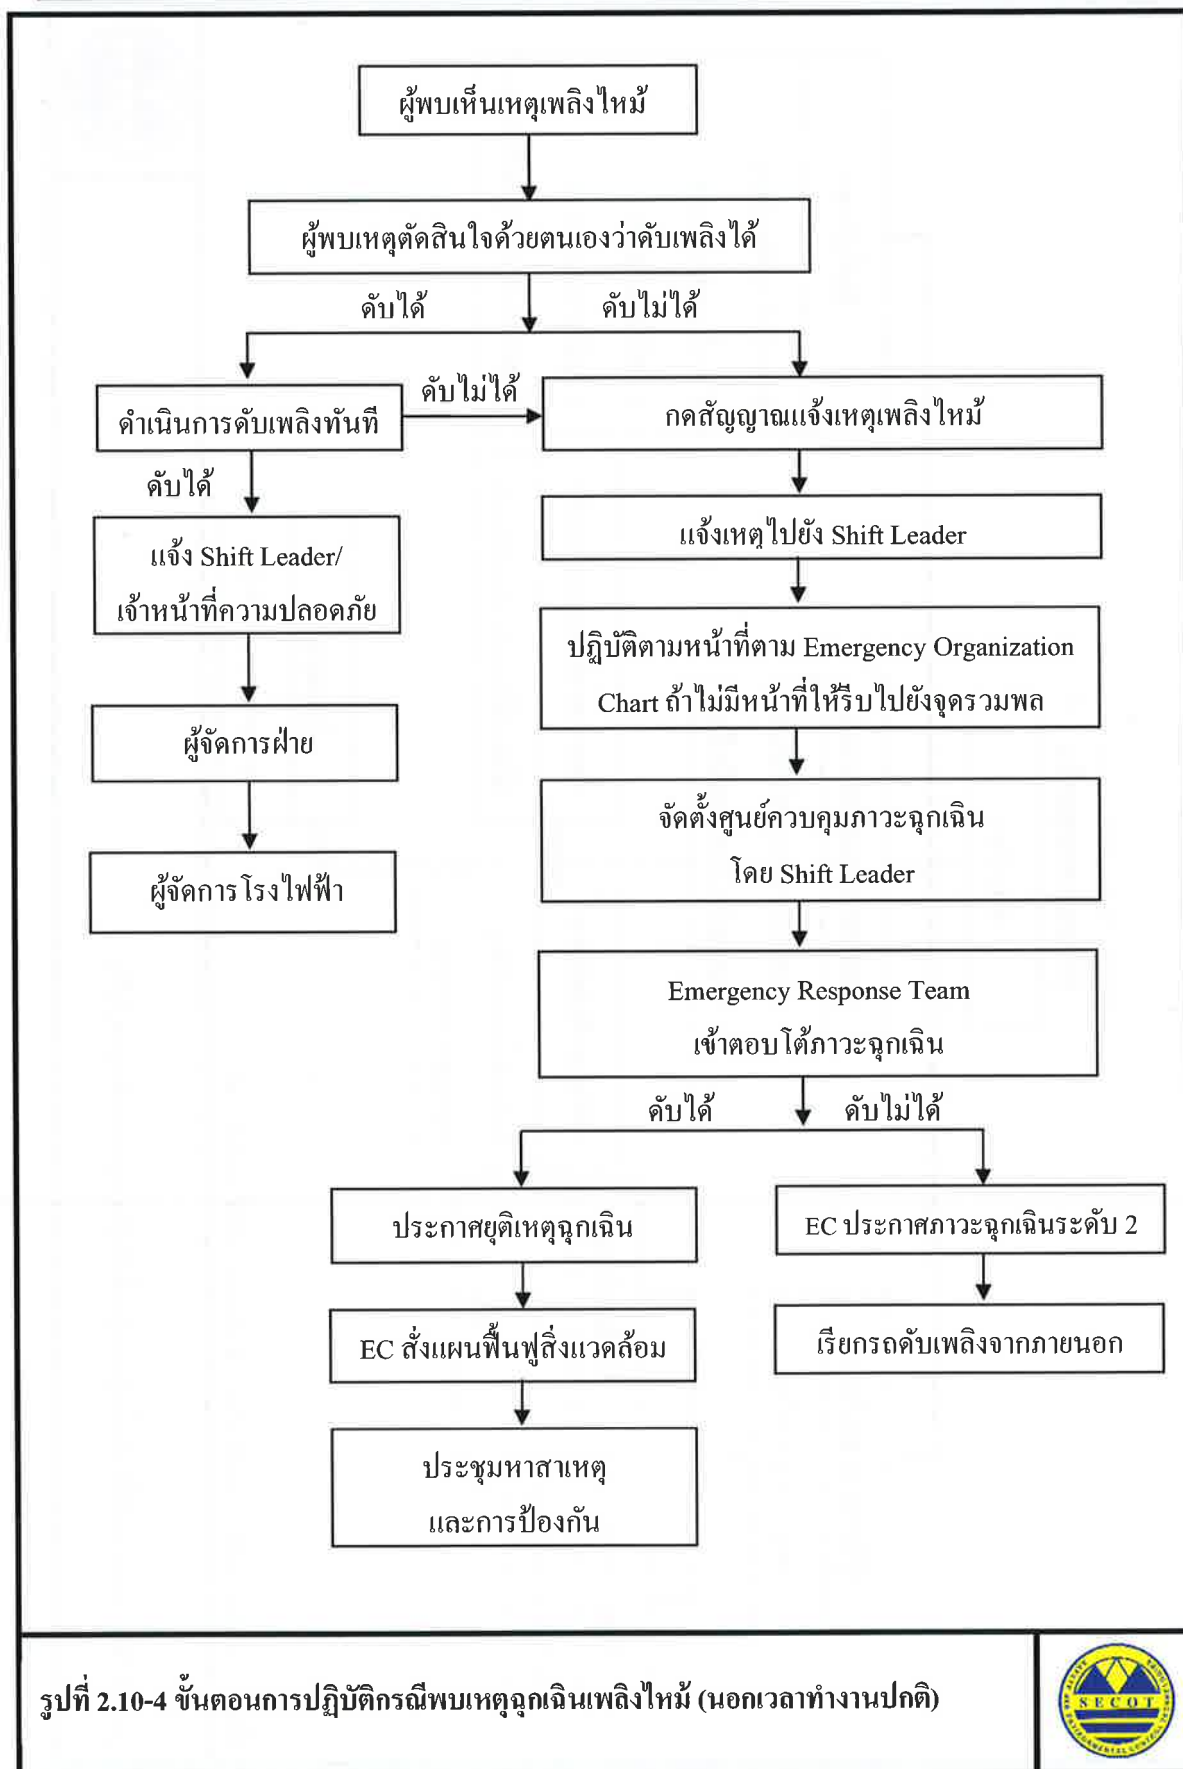 ผู้พบเห็นเหตุเพลิงไหม้
ผู้พบเหตุตัดสินใจด้วยตนเองว่าดับเพลิงได้
ดับได้
ดับไม่ได้
ดำเนินการดับเพลิงทันที
ดับไม่ได้
กดสัญญาณแจ้งเหตุเพลิงไหม้
ดับได้
แจ้ง Shift Leader/
เจ้าหน้าที่ความปลอดภัย
ผู้จัดการฝ่าย
ผู้จัดการโรงไฟฟ้า
แจ้งเหตุไปยัง Shift Leader
ปฏิบัติตามหน้าที่ตาม Emergency Organization
Chart ถ้าไม่มีหน้าที่ให้รีบไปยังจุดรวมพล
จัดตั้งศูนย์ควบคุมภาวะฉุกเฉิน
โดย Shift Leader
Emergency Response Team
เข้าตอบโต้ภาวะฉุกเฉิน
ดับได้
ดับไม่ได้
ประกาศยุติเหตุฉุกเฉิน
EC สั่งแผนฟื้นฟูสิ่งแวดล้อม
ประชุมหาสาเหตุ
และการป้องกัน
EC ประกาศภาวะฉุกเฉินระดับ 2
เรียกรถดับเพลิงจากภายนอก
รูปที่ 2.10-4 ขั้นตอนการปฏิบัติกรณีพบเหตุฉุกเฉินเพลิงไหม้ (นอกเวลาทำงานปกติ)
SECOT